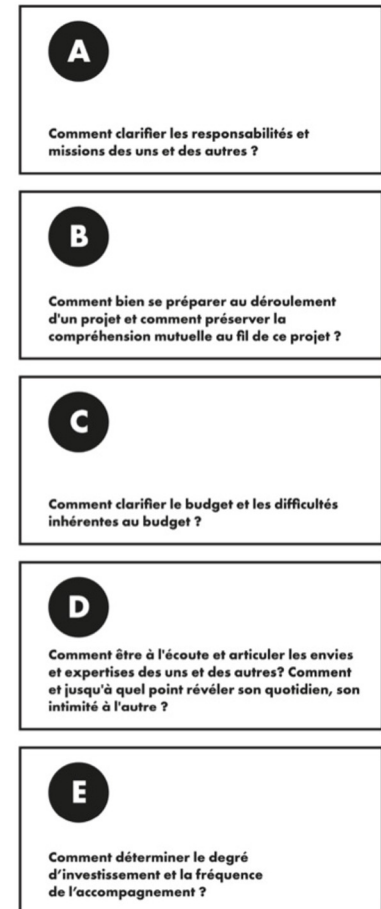 A
Comment clarifier les responsabilités et
missions des uns et des autres ?
B
Comment bien se préparer au déroulement
d'un projet et comment préserver la
compréhension mutuelle au fil de ce projet ?
C
Comment clarifier le budget et les difficultés
inhérentes au budget ?
D
Comment être à l'écoute et articuler les envies
et expertises des uns et des autres? Comment
et jusqu'à quel point révéler son quotidien, son
intimité à l'autre ?
E
Comment déterminer le degré
d’investissement et la fréquence
de l’accompagnement ?